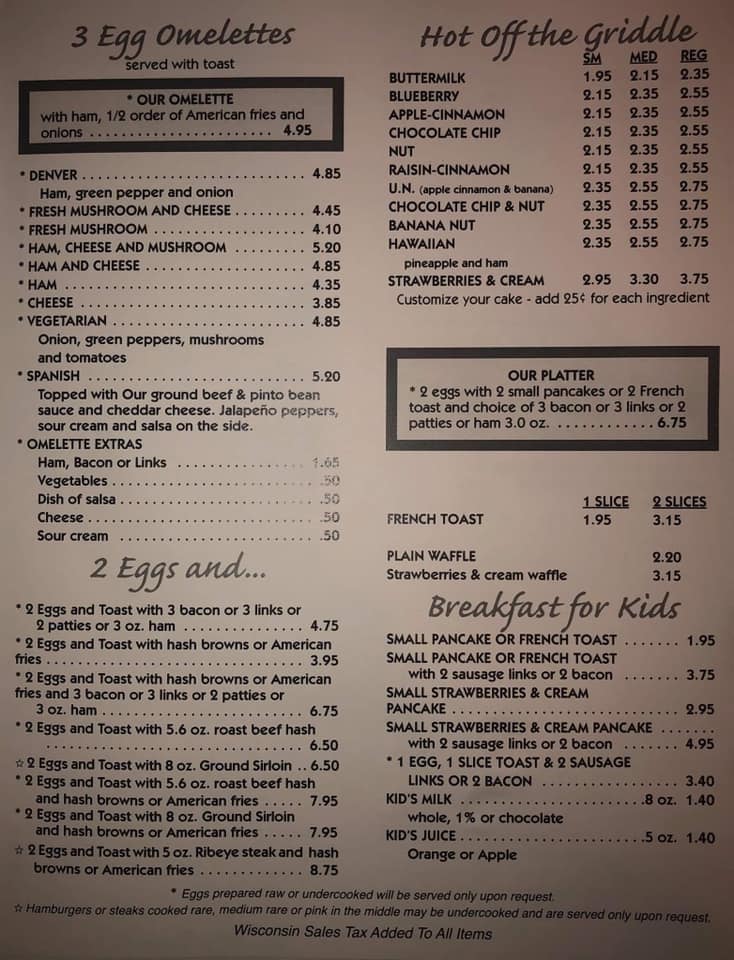 3 Egg Omelettes
served with toast
* OUR OMELETTE
with ham, 1/2 order of American fries and
onions . . . . . . . . . . . . . . . . . . . . . . . . 4.95
* DENVER . . . . . . . . . . . . . . . . . . . . . . . . . . . . . 4.85
Ham, green pepper and onion
* FRESH MUSHROOM AND CHEESE . . . . . . . . . 4.45
* FRESH MUSHROOM . . . . . . . . . . . . . . . . . . . . 4.10
* HAM, CHEESE AND MUSHROOM . . . . . . . . . 5.20
* HAM AND CHEESE . . . . . . . . . . . . . . . . . . . . . 4.85
* HAM . . . . . . . . . . . . . . . . . . . . . . . . . . . . . . . . 4.35
* CHEESE . . . . . . . . . . . . . . . . . . . . . . . . . . . . . 3.85
* VEGETARIAN . . . . . . . . . . . . . . . . . . . . . . . . . 4.85
Onion, green peppers, mushrooms
and tomatoes
* SPANISH . . . . . . . . . . . . . . . . . . . . . . . . . . . . 5.20
Topped with Our ground beef & pinto bean
sauce and cheddar cheese. Jalapeño peppers,
sour cream and salsa on the side.
* OMELETTE EXTRAS
Ham, Bacon or Links . . . . . . . . . . . . . . . . 1.65
Vegetables . . . . . . . . . . . . . . . . . . . . . . . . . .50
Dish of salsa . . . . . . . . . . . . . . . . . . . . . . . . .50
Cheese . . . . . . . . . . . . . . . . . . . . . . . . . . . . .50
Sour cream . . . . . . . . . . . . . . . . . . . . . . . . .50
2 Eggs and...
* 2 Eggs and Toast with 3 bacon or 3 links or
2 patties or 3 oz. ham . . . . . . . . . . . . . . . 4.75
* 2 Eggs and Toast with hash browns or American
fries . . . . . . . . . . . . . . . . . . . . . . . . . . . . . . . . . 3.95
* 2 Eggs and Toast with hash browns or American
fries and 3 bacon or 3 links or 2 patties or
3 oz. ham . . . . . . . . . . . . . . . . . . . . . . . . . . 6.75
* 2 Eggs and Toast with 5.6 oz. roast beef hash
. . . . . . . . . . . . . . . . . . . . . . . . . . . . . . . . 6.50
☆ 2 Eggs and Toast with 8 oz. Ground Sirloin . . 6.50
* 2 Eggs and Toast with 5.6 oz. roast beef hash
and hash browns or American fries . . . . . 7.95
* 2 Eggs and Toast with 8 oz. Ground Sirloin
and hash browns or American fries . . . . . 7.95
☆ 2 Eggs and Toast with 5 oz. Ribeye steak and hash
browns or American fries . . . . . . . . . . . . . 8.75
Hot Off the Griddle
SM MED REG
BUTTERMILK 1.95 2.15 2.35
BLUEBERRY 2.15 2.35 2.55
APPLE-CINNAMON 2.15 2.35 2.55
CHOCOLATE CHIP 2.15 2.35 2.55
NUT 2.15 2.35 2.55
RAISIN-CINNAMON 2.15 2.35 2.55
U.N. (apple cinnamon & banana) 2.35 2.55 2.75
CHOCOLATE CHIP & NUT 2.35 2.55 2.75
BANANA NUT 2.35 2.55 2.75
HAWAIIAN 2.35 2.55 2.75
pineapple and ham
STRAWBERRIES & CREAM 2.95 3.30 3.75
Customize your cake - add 25¢ for each ingredient
OUR PLATTER
* 2 eggs with 2 small pancakes or 2 French
toast and choice of 3 bacon or 3 links or 2
patties or ham 3.0 oz. . . . . . . . . . . . . 6.75
1 SLICE 2 SLICES
FRENCH TOAST 1.95 3.15
PLAIN WAFFLE 2.20
Strawberries & cream waffle 3.15
Breakfast for Kids
SMALL PANCAKE OR FRENCH TOAST . . . . . . . 1.95
SMALL PANCAKE OR FRENCH TOAST
with 2 sausage links or 2 bacon . . . . . . . 3.75
SMALL STRAWBERRIES & CREAM
PANCAKE . . . . . . . . . . . . . . . . . . . . . . . . . . . . . 2.95
SMALL STRAWBERRIES & CREAM PANCAKE . . . . . . .
with 2 sausage links or 2 bacon . . . . . . . 4.95
* 1 EGG, 1 SLICE TOAST & 2 SAUSAGE
LINKS OR 2 BACON . . . . . . . . . . . . . . . . . . 3.40
KID'S MILK . . . . . . . . . . . . . . . . . . . . . . . .8 oz. 1.40
whole, 1% or chocolate
KID'S JUICE . . . . . . . . . . . . . . . . . . . . . . . .5 oz. 1.40
Orange or Apple
* Eggs prepared raw or undercooked will be served only upon request.
☆ Hamburgers or steaks cooked rare, medium rare or pink in the middle may be undercooked and are served only upon request.
Wisconsin Sales Tax Added To All Items